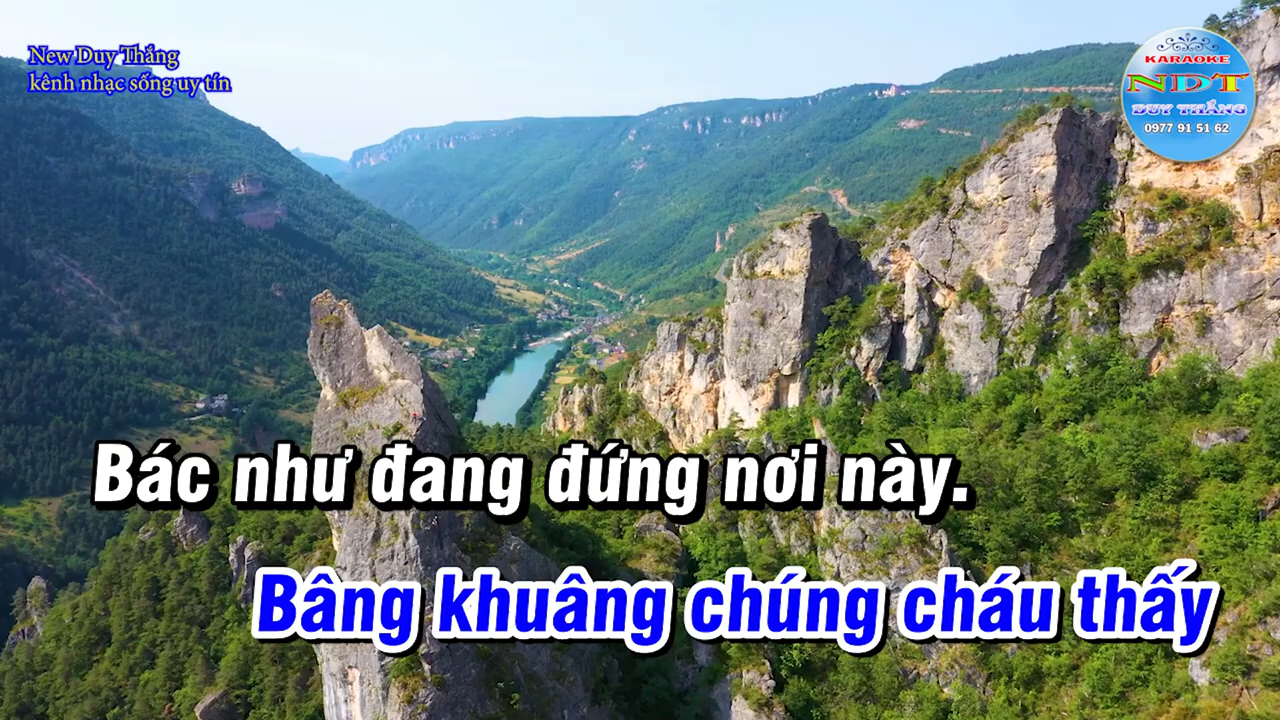 New Duy Thắng
kênh nhạc sống uy tín
KARAOKE
NDT
DUY THẮNG
0977 91 51 62
Bác như đang đứng nơi này.
Bâng khuâng chúng cháu thấy